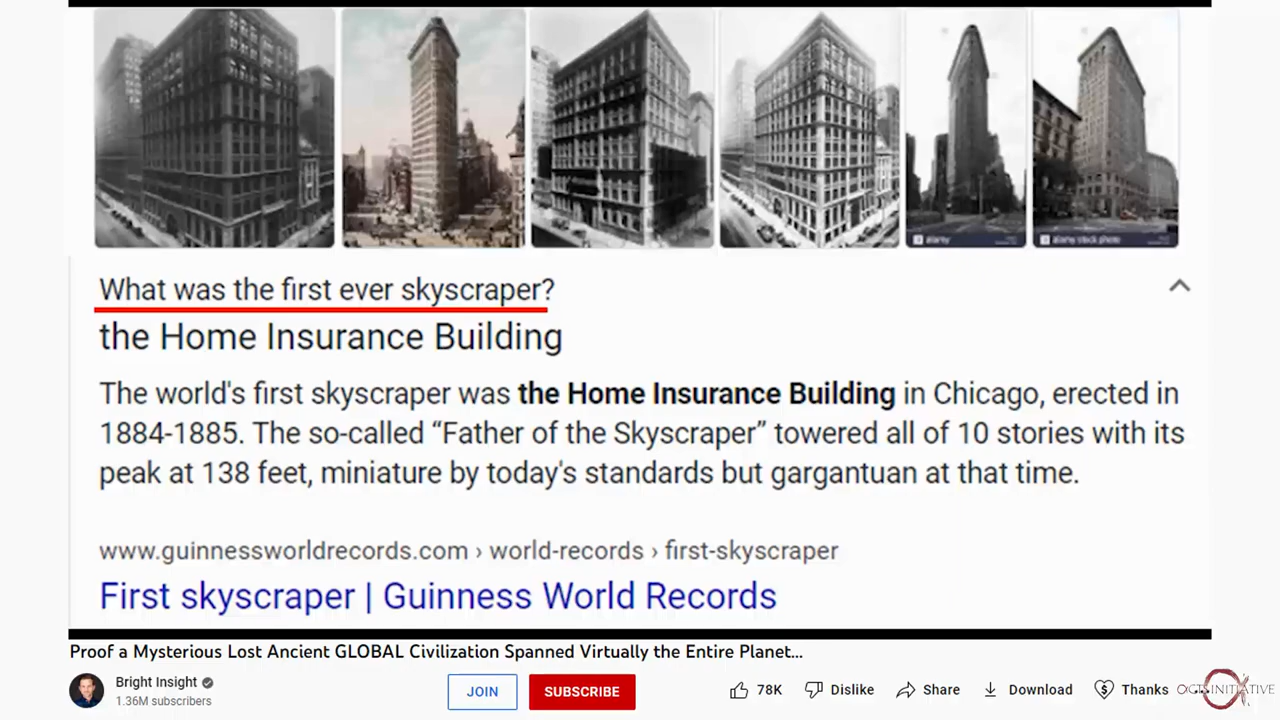 alamy
alamy stock photo
What was the first ever skyscraper?
the Home Insurance Building
The world's first skyscraper was the Home Insurance Building in Chicago, erected in
1884-1885. The so-called “Father of the Skyscraper” towered all of 10 stories with its
peak at 138 feet, miniature by today's standards but gargantuan at that time.
www.guinnessworldrecords.com › world-records › first-skyscraper
First skyscraper | Guinness World Records
Proof a Mysterious Lost Ancient GLOBAL Civilization Spanned Virtually the Entire Planet...
Bright Insight
1.36M subscribers
JOIN
SUBSCRIBE
78K
Dislike
Share
Download
Thanks